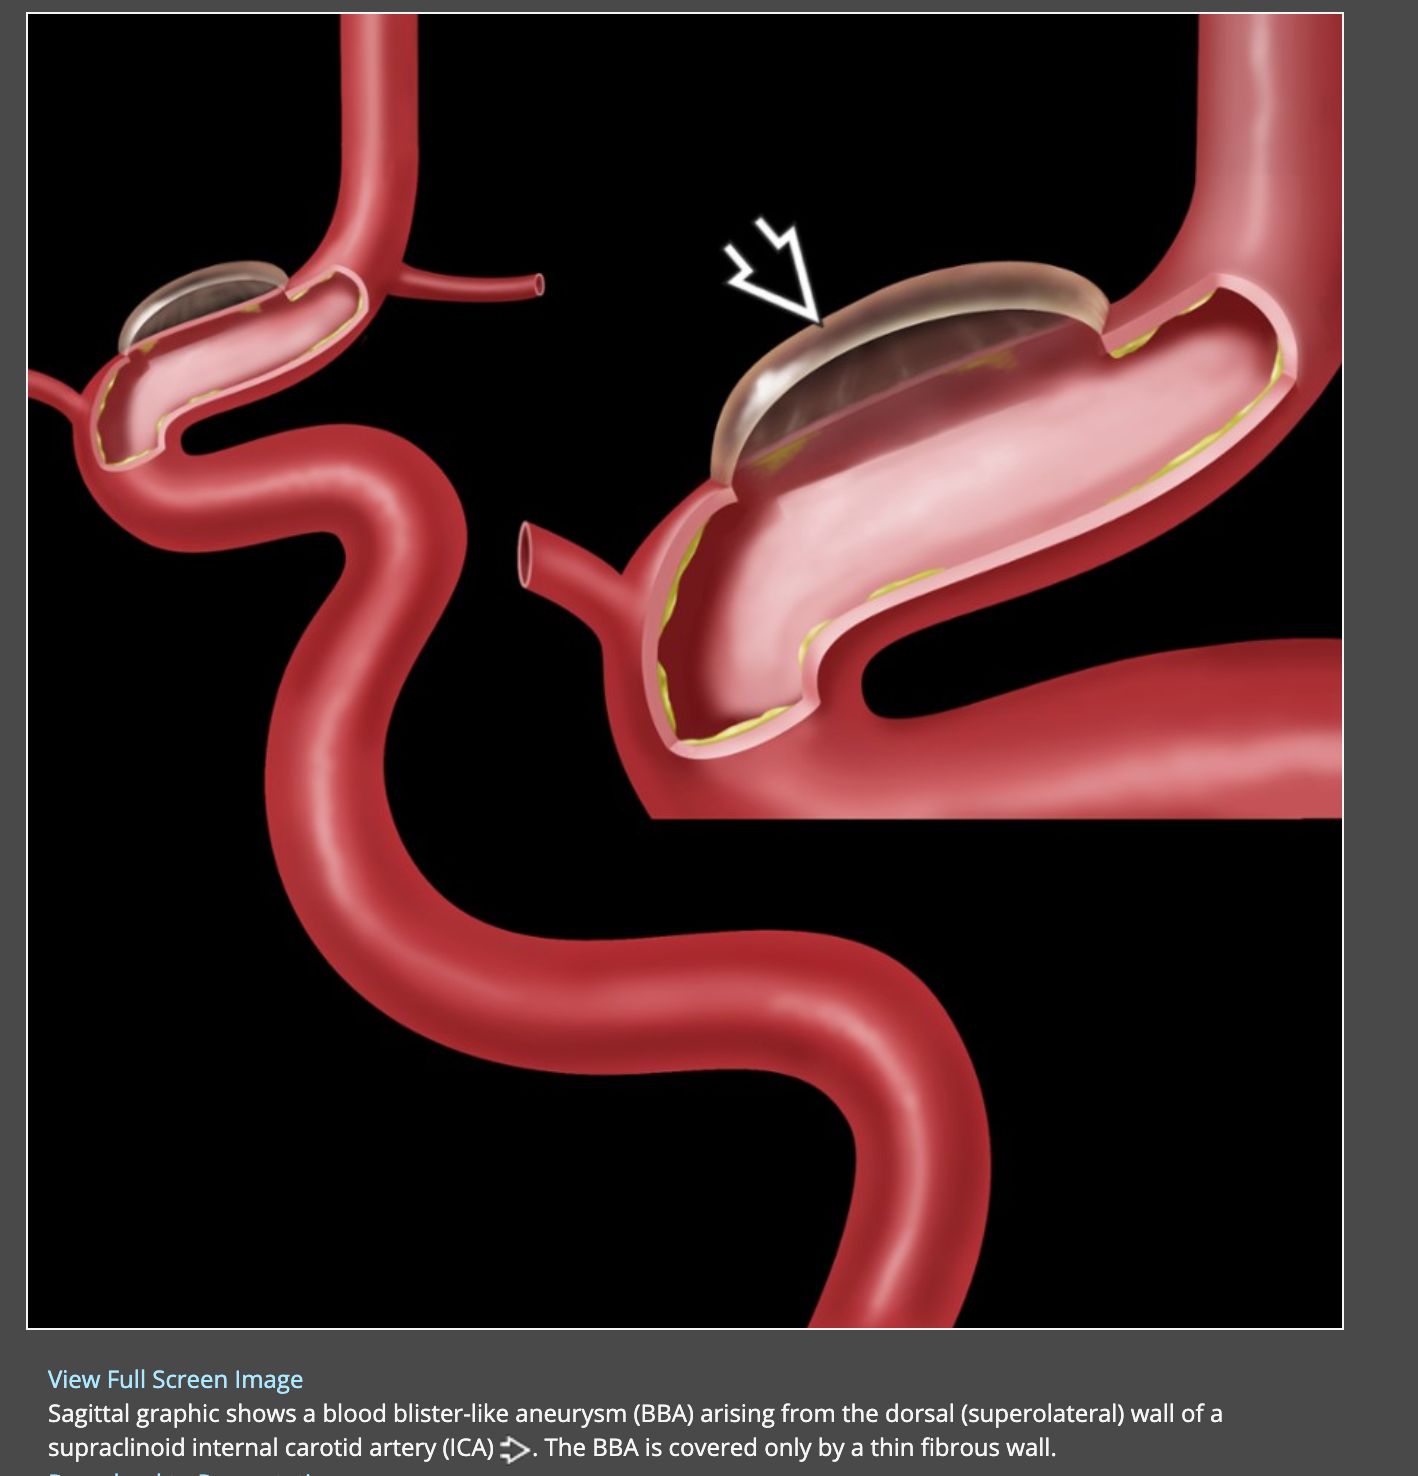 View Full Screen Image
Sagittal graphic shows a blood blister-like aneurysm (BBA) arising from the dorsal (superolateral) wall of a
supraclinoid internal carotid artery (ICA) . The BBA is covered only by a thin fibrous wall.